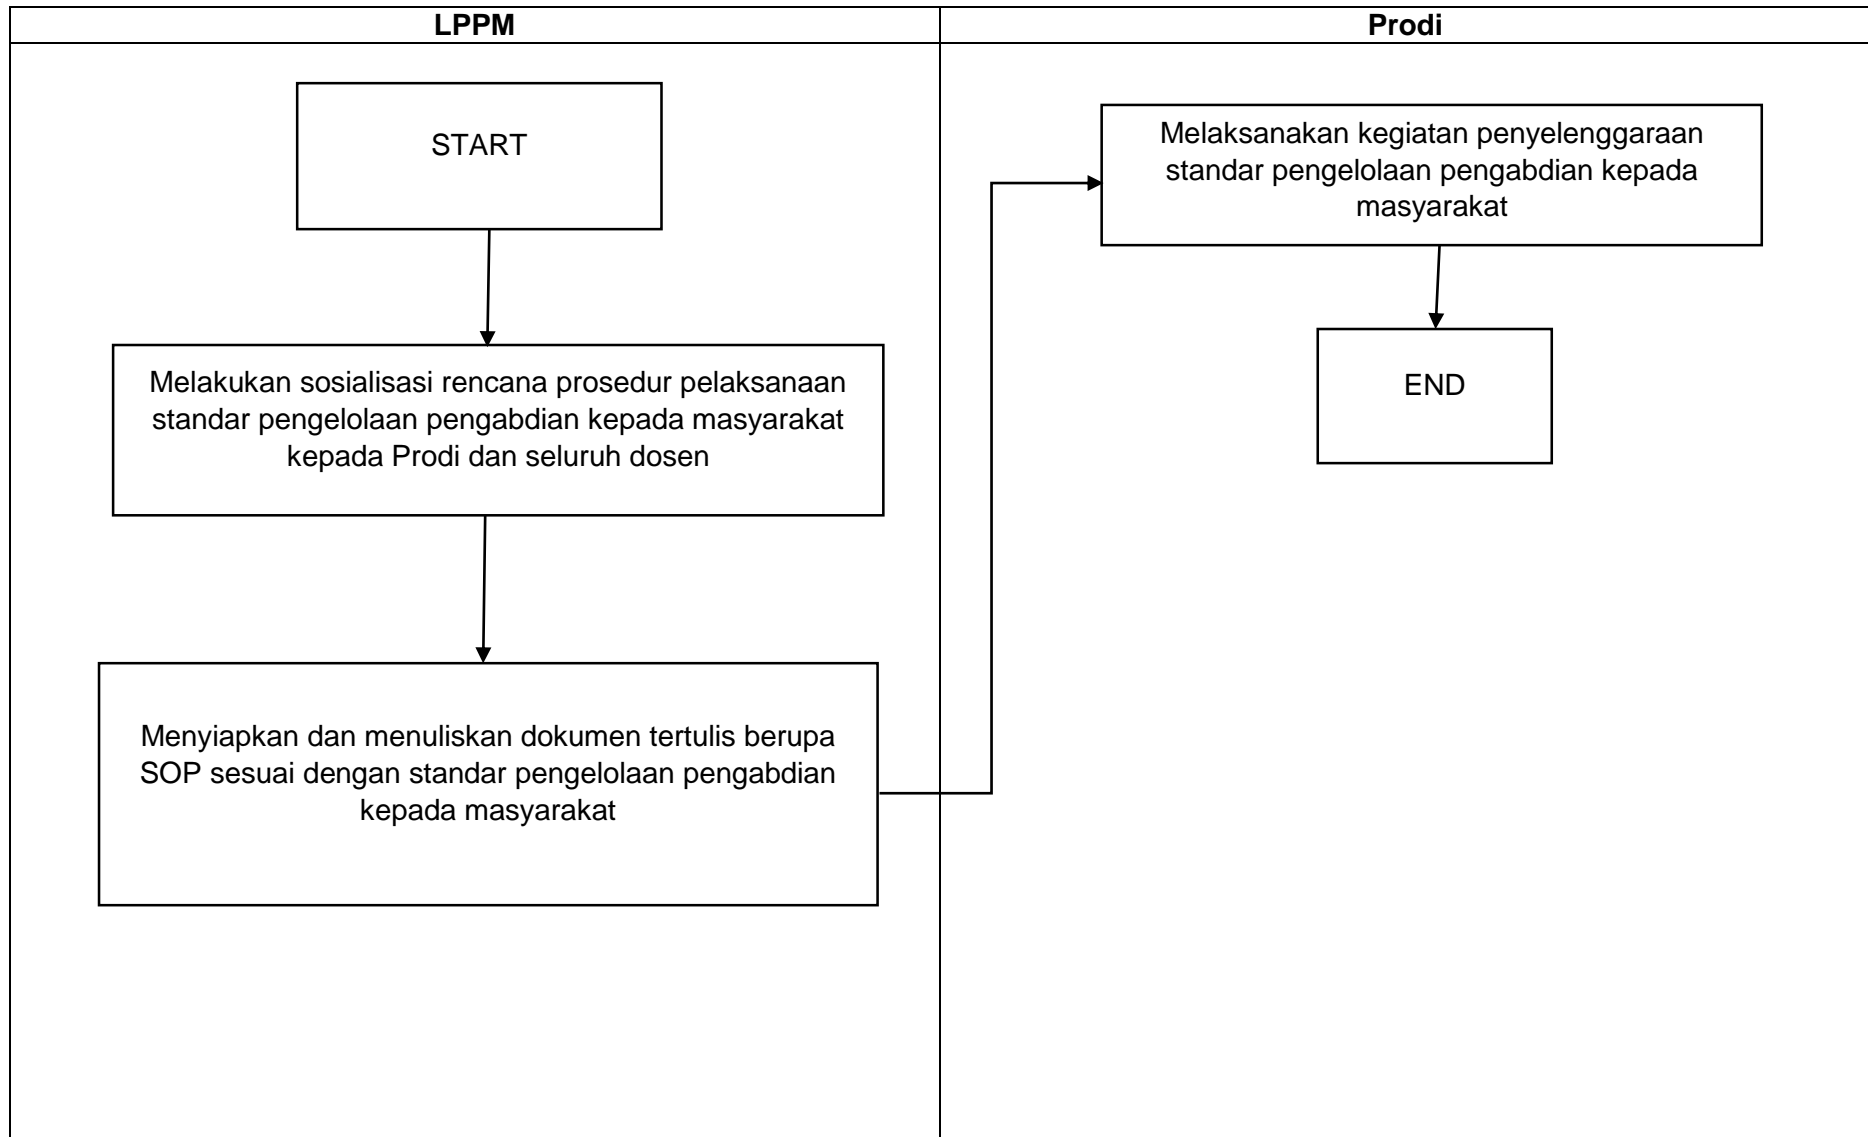 LPPM
Prodi
START
Melakukan sosialisasi rencana prosedur pelaksanaan
standar pengelolaan pengabdian kepada masyarakat
kepada Prodi dan seluruh dosen
Menyiapkan dan menuliskan dokumen tertulis berupa
SOP sesuai dengan standar pengelolaan pengabdian
kepada masyarakat
Melaksanakan kegiatan penyelenggaraan
standar pengelolaan pengabdian kepada
masyarakat
END